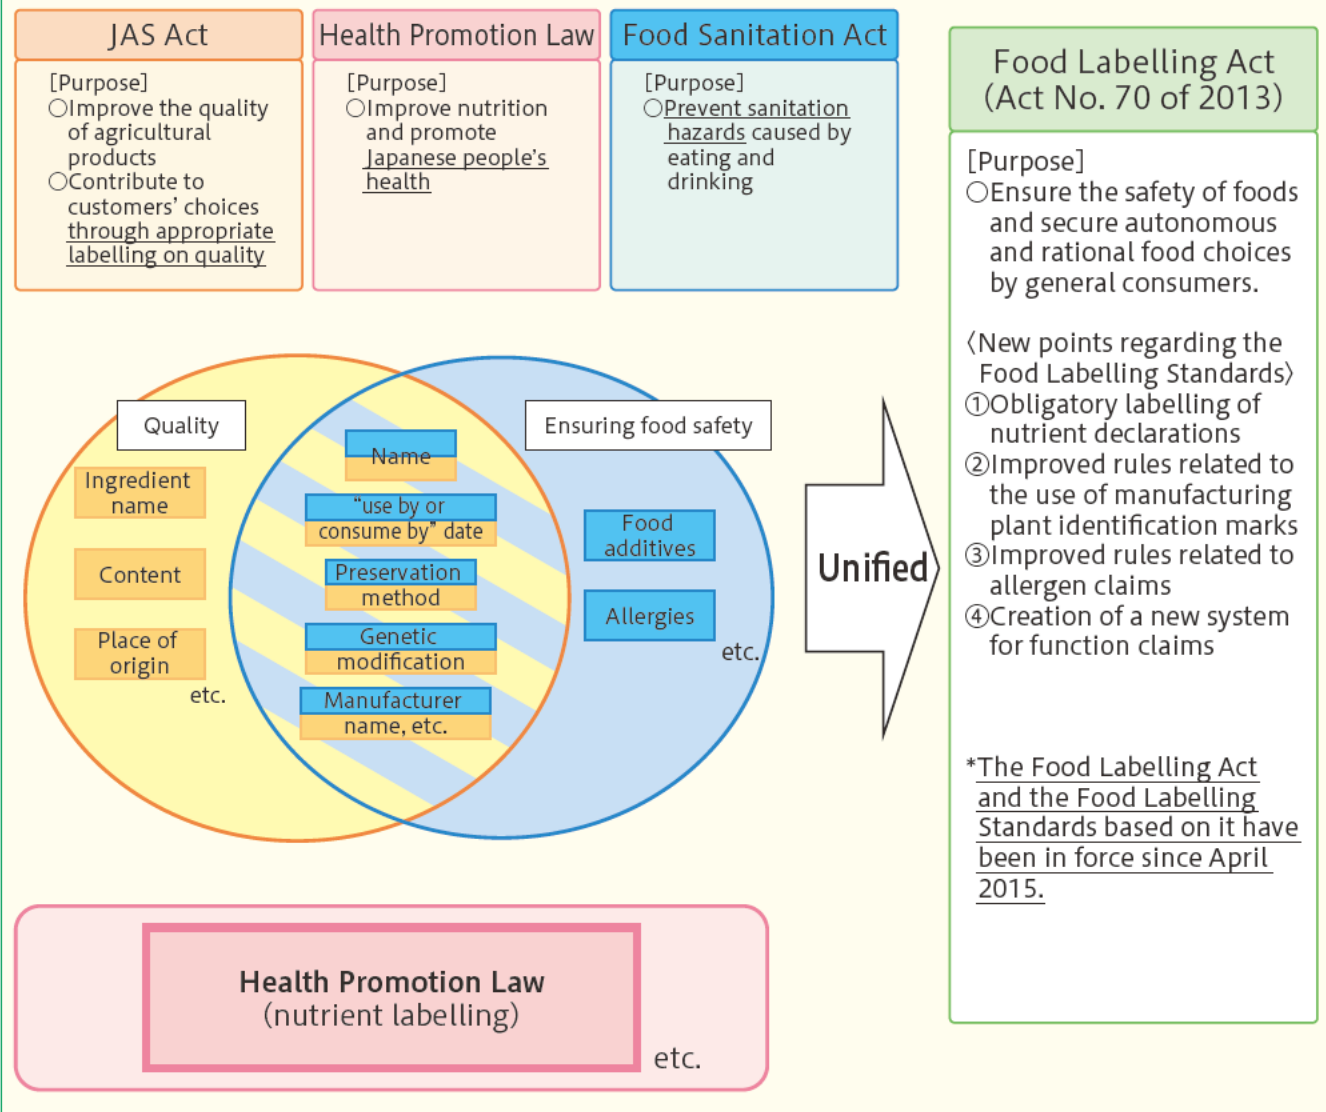 JAS Act
[Purpose]
○Improve the quality
of agricultural
products
○Contribute to
customers’ choices
through appropriate
labelling on quality
Health Promotion Law
[Purpose]
○Improve nutrition
and promote
Japanese people’s
health
Food Sanitation Act
[Purpose]
○Prevent sanitation
hazards caused by
eating and
drinking
Quality
Ingredient
name
Content
Place of
origin
etc.
Name
“use by or
consume by” date
Preservation
method
Genetic
modification
Manufacturer
name, etc.
Ensuring food safety
Food
additives
Allergies
etc.
Health Promotion Law
(nutrient labelling)
etc.
Unified
Food Labelling Act
(Act No. 70 of 2013)
[Purpose]
○Ensure the safety of foods
and secure autonomous
and rational food choices
by general consumers.
〈New points regarding the
Food Labelling Standards〉
①Obligatory labelling of
nutrient declarations
②Improved rules related to
the use of manufacturing
plant identification marks
③Improved rules related to
allergen claims
④Creation of a new system
for function claims
*The Food Labelling Act
and the Food Labelling
Standards based on it have
been in force since April
2015.